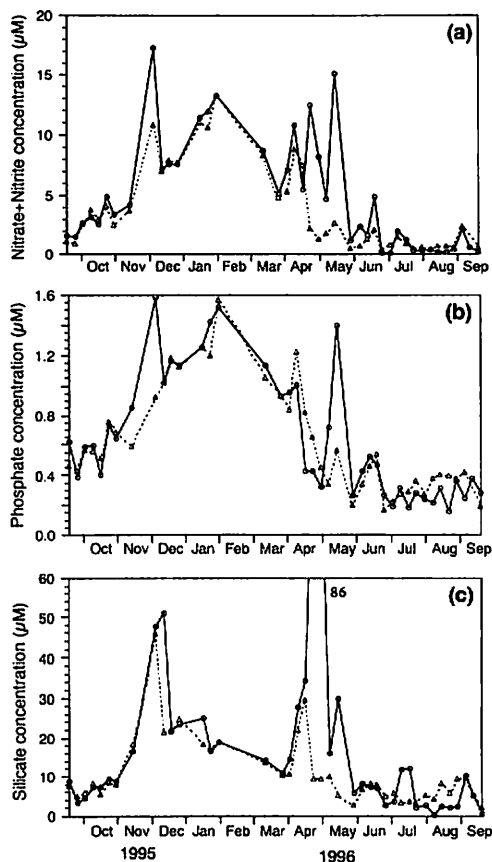 (a)
Nitrate+Nitrite concentration (μM)
20
15
10
5
0
Oct Nov Dec Jan Feb Mar Apr May Jun Jul Aug Sep
(b)
Phosphate concentration (μM)
1.6
1.2
0.8
0.4
0.0
Oct Nov Dec Jan Feb Mar Apr May Jun Jul Aug Sep
(c)
Silicate concentration (μM)
60
50
40
30
20
10
0
86
Oct Nov Dec Jan Feb Mar Apr May Jun Jul Aug Sep
1995 1996